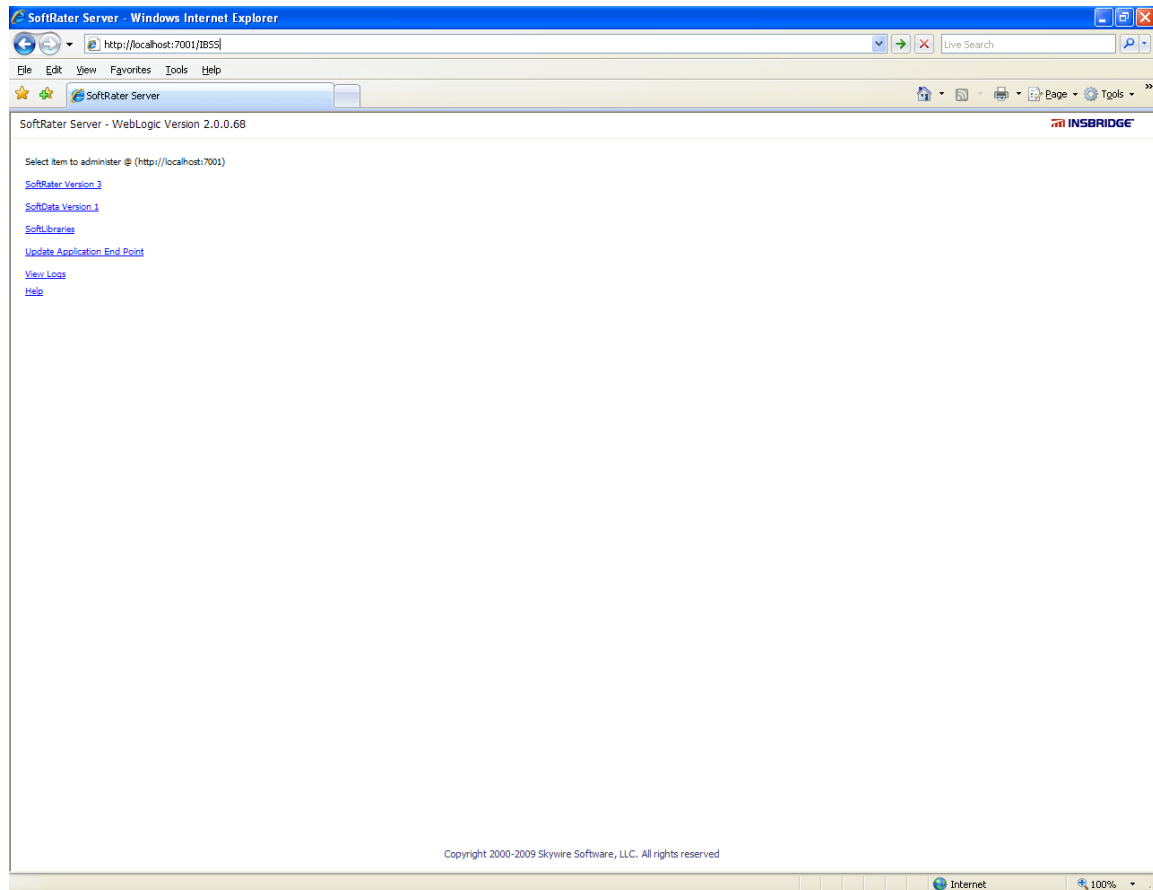 SoftRater Server - Windows Internet Explorer
http://localhost:7001/IBSS
Live Search
File Edit View Favorites Tools Help
SoftRater Server
Page Tools »
SoftRater Server - WebLogic Version 2.0.0.68
INSBRIDGE
Select item to administer @ (http://localhost:7001)
SoftRater Version 3
SoftData Version 1
SoftLibraries
Update Application End Point
View Logs
Help
Copyright 2000-2009 Skywire Software, LLC. All rights reserved
Internet 100%